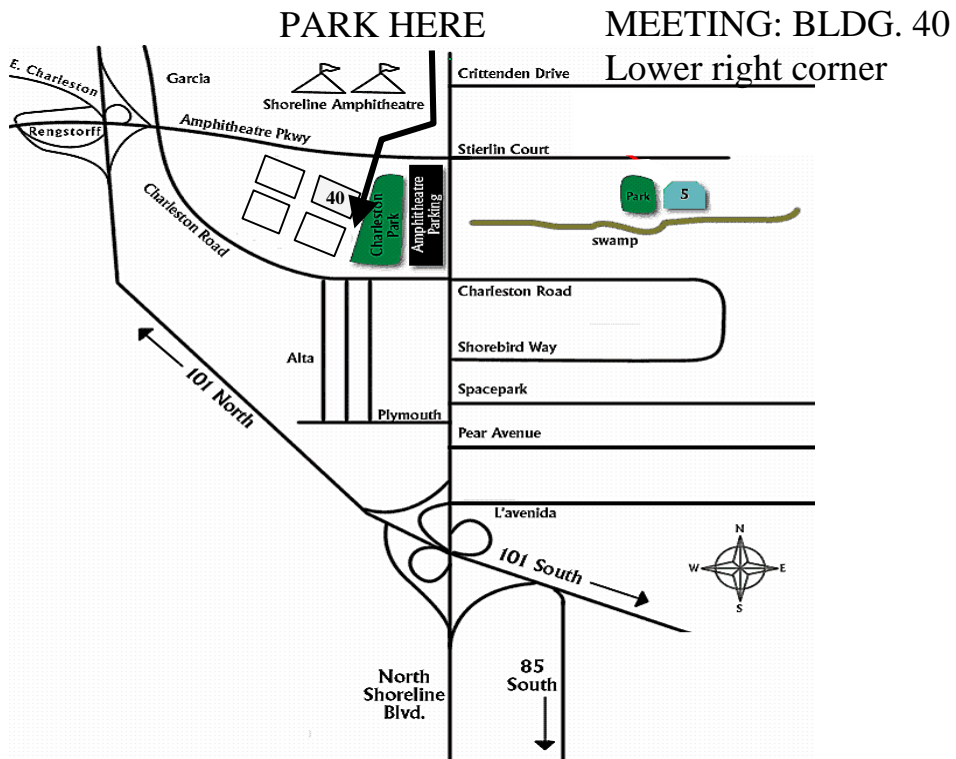 PARK HERE
MEETING: BLDG. 40
Lower right corner
E. Charleston
Garcia
Shoreline Amphitheatre
Crittenden Drive
Rengstorff
Amphitheatre Pkwy
Stierlin Court
40
Charleston
Park
Amphitheatre
Parking
Park
5
swamp
Charleston Road
Charleston Road
Alta
Shorebird Way
101 North
Spacepark
Plymouth
Pear Avenue
L'avenida
101 South
N
W
E
S
North
Shoreline
Blvd.
85
South